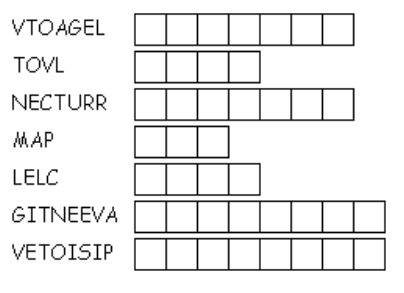 VTOAGEL
TOVL
NECTURR
MAP
LELC
GITNEEVA
VETOISIP